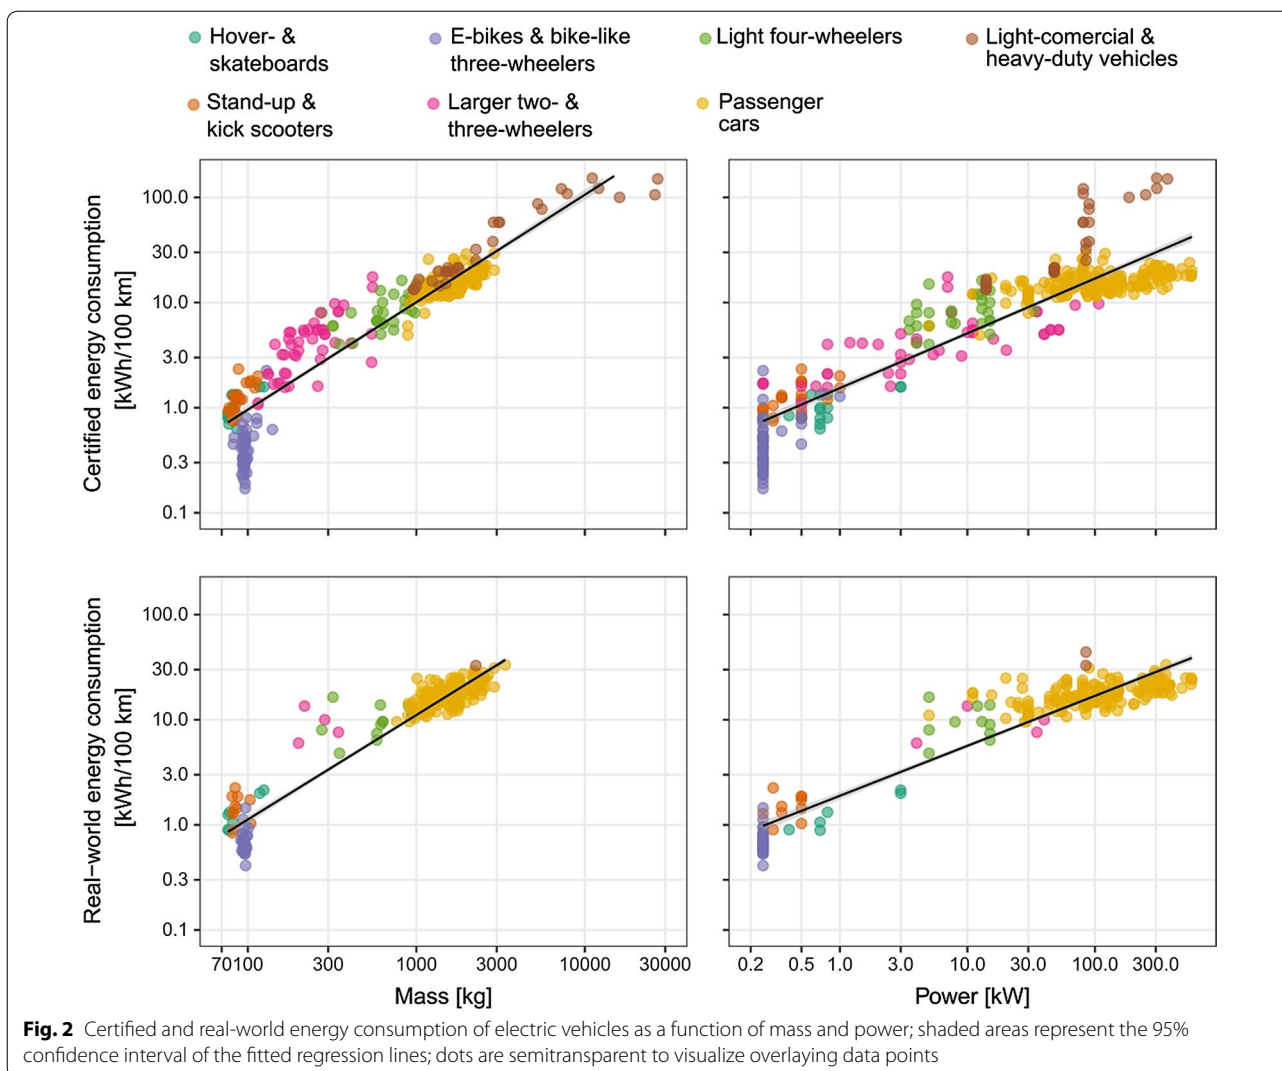 Hover- &
skateboards
E-bikes & bike-like
three-wheelers
Light four-wheelers
Light-comercial &
heavy-duty vehicles
Stand-up &
kick scooters
Larger two- &
three-wheelers
Passenger
cars
Certified energy consumption
[kWh/100 km]
100.0
30.0
10.0
3.0
1.0
0.3
0.1
Real-world energy consumption
[kWh/100 km]
100.0
30.0
10.0
3.0
1.0
0.3
0.1
70 100 300 1000 3000 10000 30000
Mass [kg]
0.2 0.5 1.0 3.0 10.0 30.0 100.0 300.0
Power [kW]
Fig. 2 Certified and real-world energy consumption of electric vehicles as a function of mass and power; shaded areas represent the 95%
confidence interval of the fitted regression lines; dots are semitransparent to visualize overlaying data points